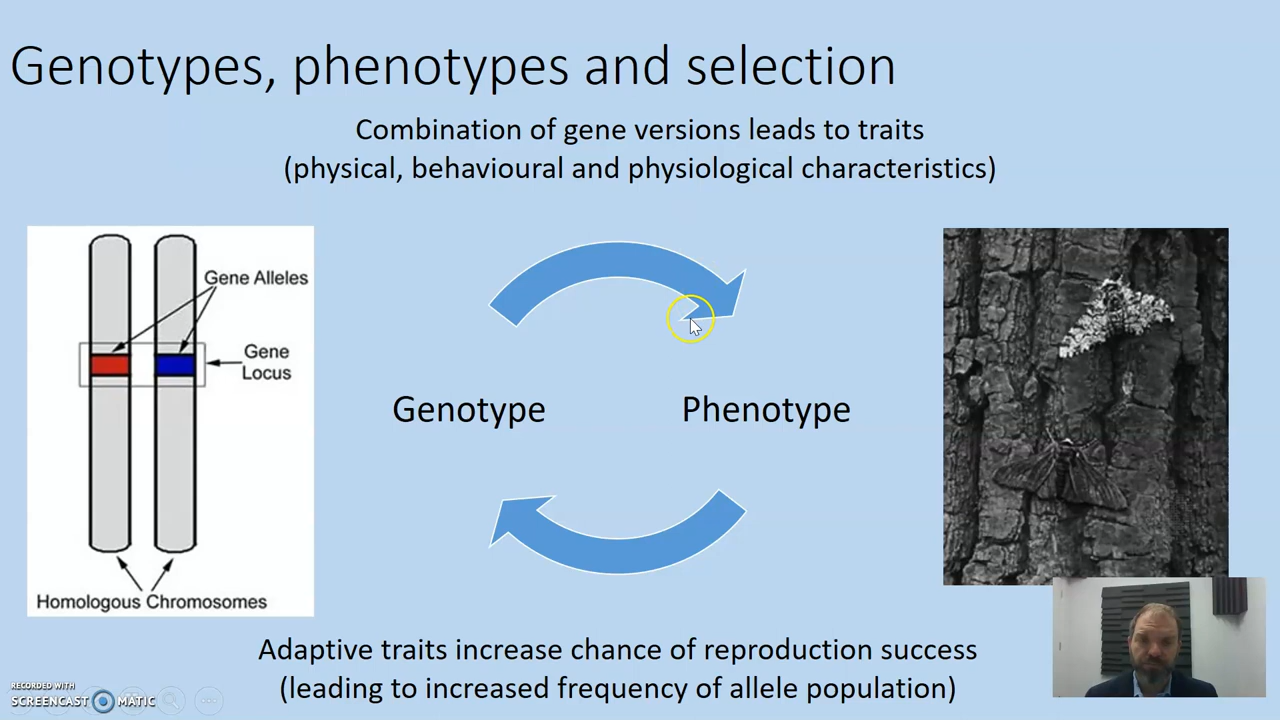 Genotypes, phenotypes and selection
Combination of gene versions leads to traits
(physical, behavioural and physiological characteristics)
Gene Alleles
Gene
Locus
Homologous Chromosomes
Genotype
Phenotype
Adaptive traits increase chance of reproduction success
(leading to increased frequency of allele population)
RECORDED WITH
SCREENCAST MATIC